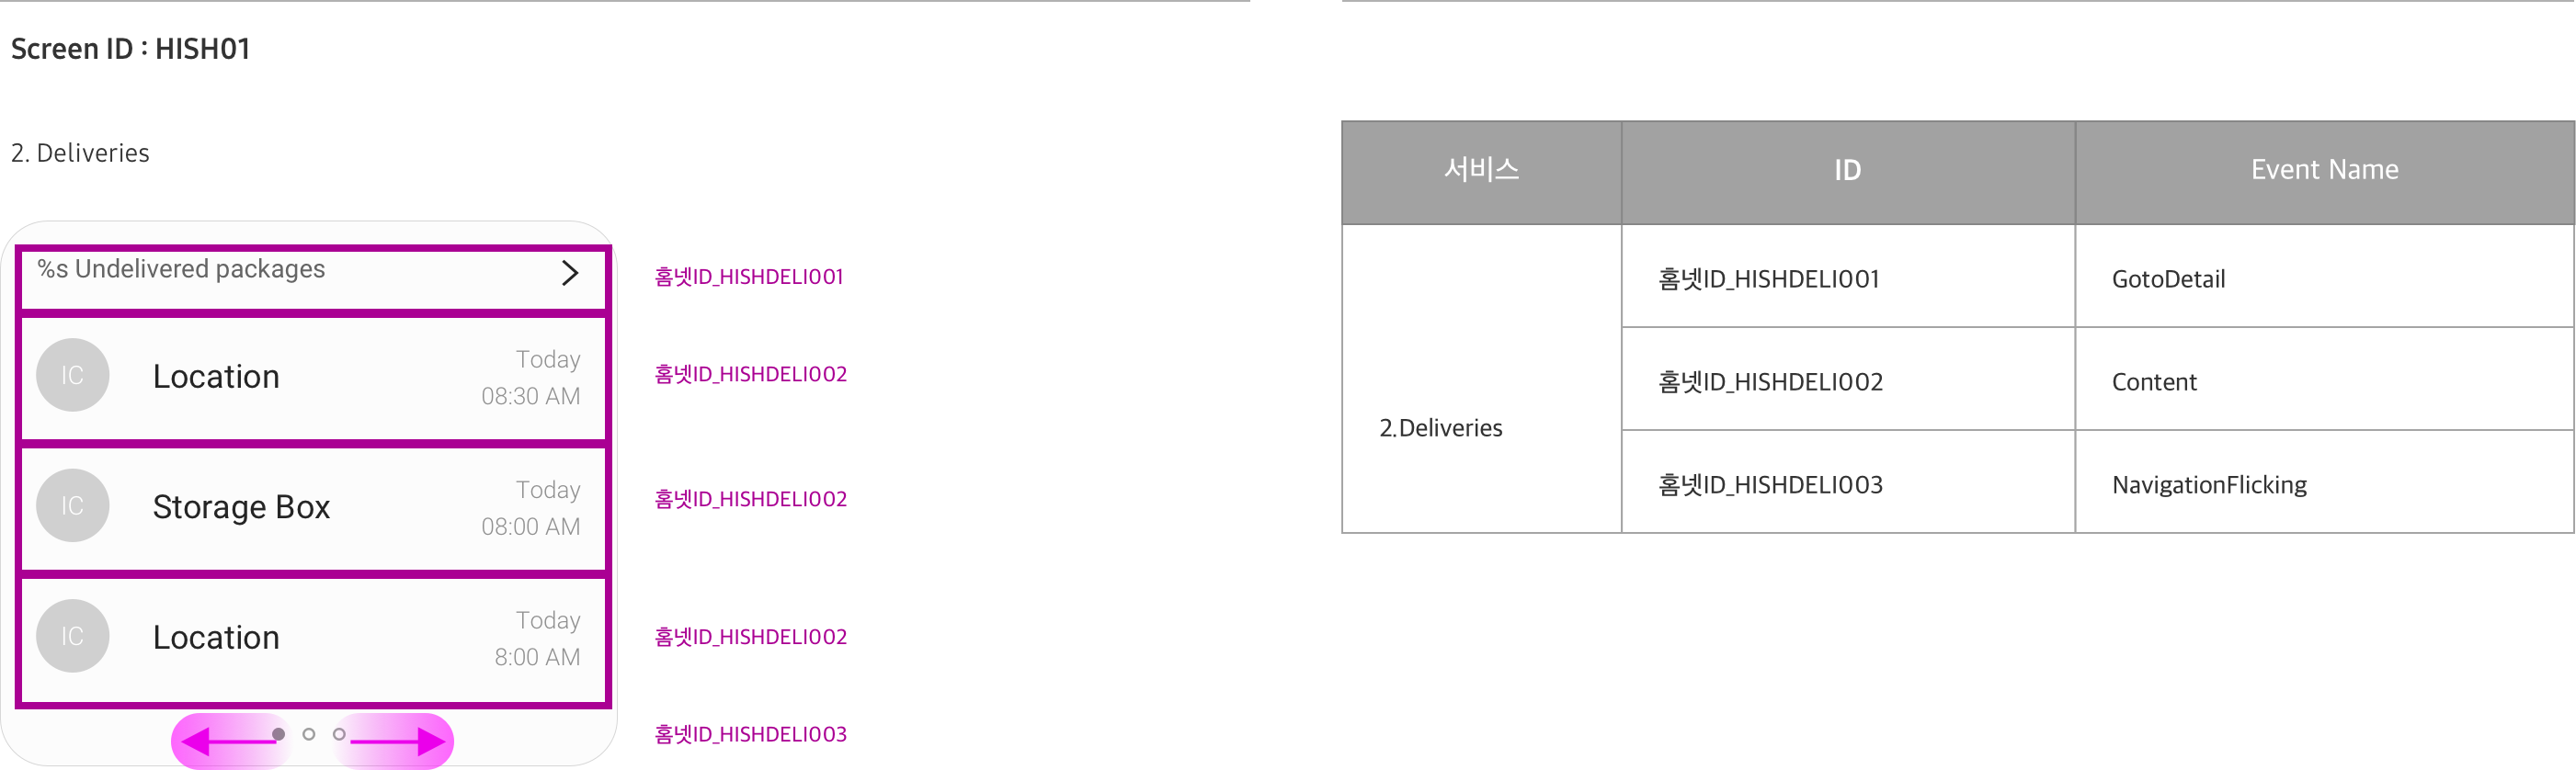 Screen ID : HISH01
2. Deliveries
%s Undelivered packages
홈넷ID_HISHDELI001
IC
Location
Today
08:30 AM
홈넷ID_HISHDELI002
IC
Storage Box
Today
08:00 AM
홈넷ID_HISHDELI002
IC
Location
Today
8:00 AM
홈넷ID_HISHDELI002
홈넷ID_HISHDELI003
서비스 ID Event Name
2.Deliveries
홈넷ID_HISHDELI001 GotoDetail
홈넷ID_HISHDELI002 Content
홈넷ID_HISHDELI003 NavigationFlicking